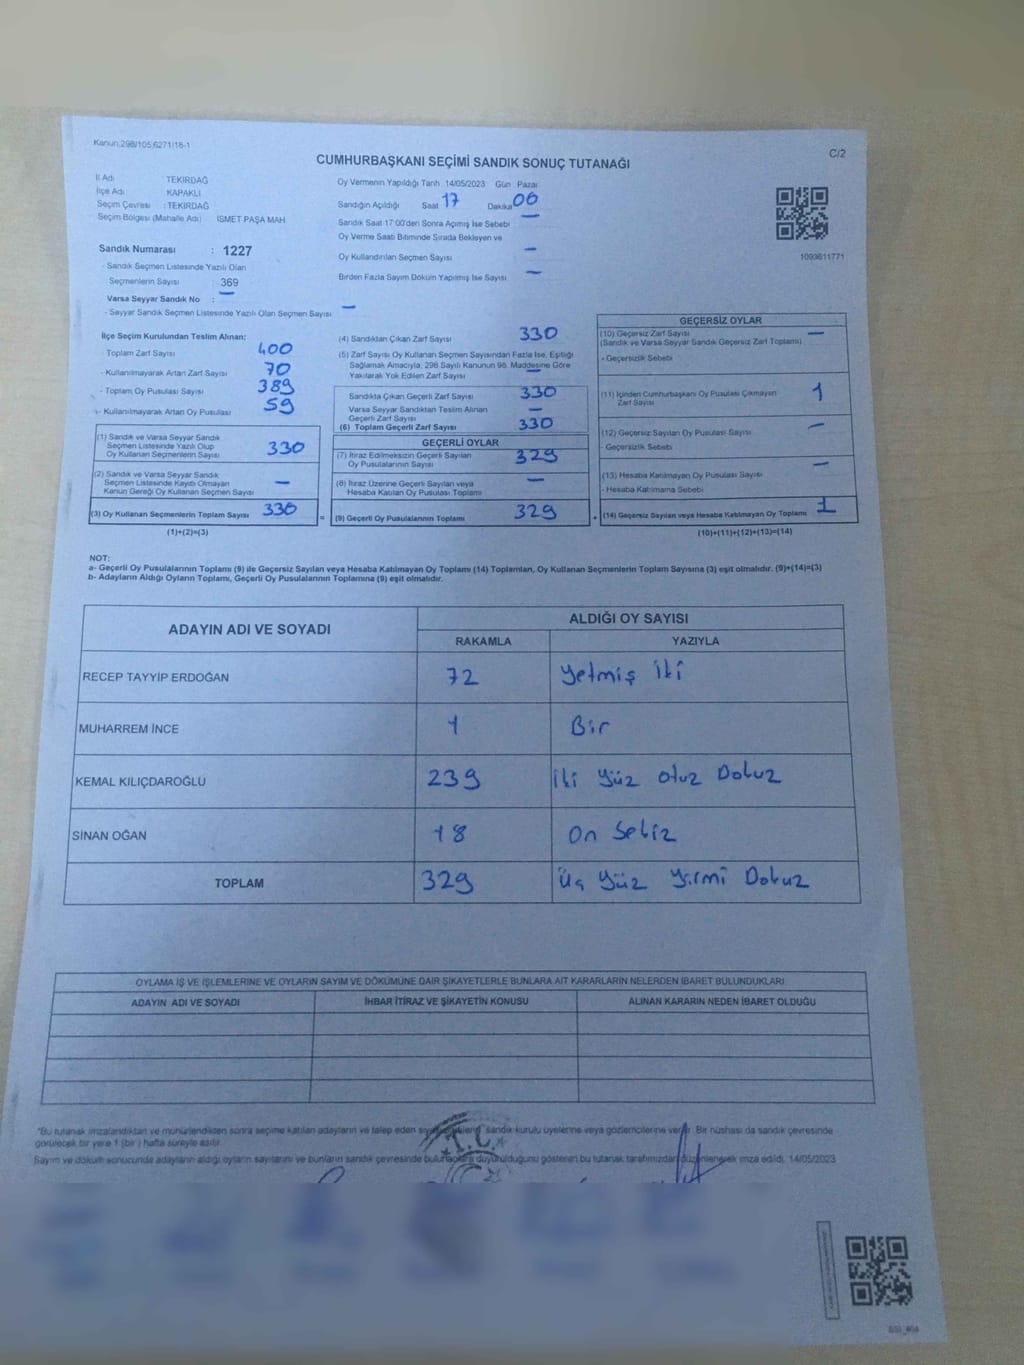 Kanun:298/105,6271/18-1
C/2
CUMHURBAŞKANI SEÇİMİ SANDIK SONUÇ TUTANAĞI
İl Adı TEKİRDAĞ
İlçe Adı KAPAKLI
Seçim Çevresi : TEKİRDAĞ
Seçim Bölgesi (Mahalle Adı) İSMET PAŞA MAH.
Sandık Numarası : 1227
- Sandık Seçmen Listesinde Yazılı Olan
Seçmenlerin Sayısı : 369
Varsa Seyyar Sandık No : —
- Seyyar Sandık Seçmen Listesinde Yazılı Olan Seçmen Sayısı : —
Oy Vermenin Yapıldığı Tarih : 14/05/2023 Gün : Pazar
Sandığın Açıldığı Saat 17 Dakika 06
Sandık Saat 17:00'den Sonra Açılmış İse Sebebi —
Oy Verme Saati Bitiminde Sırada Bekleyen ve
Oy Kullandırılan Seçmen Sayısı —
Birden Fazla Sayım Döküm Yapılmış İse Sayısı —
1093611771
İlçe Seçim Kurulundan Teslim Alınan:
- Toplam Zarf Sayısı 400
- Kullanılmayarak Artan Zarf Sayısı 70
- Toplam Oy Pusulası Sayısı 389
- Kullanılmayarak Artan Oy Pusulası 59
(1) Sandık ve Varsa Seyyar Sandık
Seçmen Listesinde Yazılı Olup
Oy Kullanan Seçmenlerin Sayısı 330
(2) Sandık ve Varsa Seyyar Sandık
Seçmen Listesinde Kayıtlı Olmayan
Kanun Gereği Oy Kullanan Seçmen Sayısı —
(3) Oy Kullanan Seçmenlerin Toplam Sayısı 330
(1)+(2)=(3)
(4) Sandıktan Çıkan Zarf Sayısı 330
(5) Zarf Sayısı Oy Kullanan Seçmen Sayısından Fazla İse, Eşitliği
Sağlamak Amacıyla, 298 Sayılı Kanunun 98. Maddesine Göre
Yakılarak Yok Edilen Zarf Sayısı —
Sandıkta Çıkan Geçerli Zarf Sayısı 330
Varsa Seyyar Sandıktan Teslim Alınan
Geçerli Zarf Sayısı —
(6) Toplam Geçerli Zarf Sayısı 330
GEÇERLİ OYLAR
(7) İtiraz Edilmeksizin Geçerli Sayılan
Oy Pusulalarının Sayısı 329
(8) İtiraz Üzerine Geçerli Sayılan veya
Hesaba Katılan Oy Pusulası Toplamı —
= (9) Geçerli Oy Pusulalarının Toplamı 329
GEÇERSİZ OYLAR
(10) Geçersiz Zarf Sayısı —
(Sandık ve Varsa Seyyar Sandık Geçersiz Zarf Toplamı)
- Geçersizlik Sebebi
(11) İçinden Cumhurbaşkanı Oy Pusulası Çıkmayan
Zarf Sayısı 1
(12) Geçersiz Sayılan Oy Pusulası Sayısı —
- Geçersizlik Sebebi
(13) Hesaba Katılmayan Oy Pusulası Sayısı —
- Hesaba Katılmama Sebebi
+ (14) Geçersiz Sayılan veya Hesaba Katılmayan Oy Toplamı 1
(10)+(11)+(12)+(13)=(14)
NOT:
a- Geçerli Oy Pusulalarının Toplamı (9) ile Geçersiz Sayılan veya Hesaba Katılmayan Oy Toplamı (14) Toplamları, Oy Kullanan Seçmenlerin Toplam Sayısına (3) eşit olmalıdır. (9)+(14)=(3)
b- Adayların Aldığı Oyların Toplamı, Geçerli Oy Pusulalarının Toplamına (9) eşit olmalıdır.
ADAYIN ADI VE SOYADI ALDIĞI OY SAYISI
RAKAMLA YAZIYLA
RECEP TAYYİP ERDOĞAN 72 Yetmiş iki
MUHARREM İNCE 1 Bir
KEMAL KILIÇDAROĞLU 239 iki yüz otuz Dokuz
SİNAN OĞAN 18 On Sekiz
TOPLAM 329 Üç Yüz Yirmi Dokuz
OYLAMA İŞ VE İŞLEMLERİNE VE OYLARIN SAYIM VE DÖKÜMÜNE DAİR ŞİKAYETLERLE BUNLARA AİT KARARLARIN NELERDEN İBARET BULUNDUKLARI
ADAYIN ADI VE SOYADI İHBAR İTİRAZ VE ŞİKAYETİN KONUSU ALINAN KARARIN NEDEN İBARET OLDUĞU
"Bu tutanak imzalandıktan ve mühürlendikten sonra seçime katılan adayların ve talep eden sandık kurulu üyelerine veya gözlemcilerine verilir. Bir nüshası da sandık çevresinde
görülecek bir yere 1 (bir) hafta süreyle asılır.
Sayım ve döküm sonucunda adayların aldığı oyların sayılarını ve bunların sandık çevresinde duyurulduğunu gösteren bu tutanak tarafımızdan düzenlenerek imza edildi. 14/05/2023
T.C.